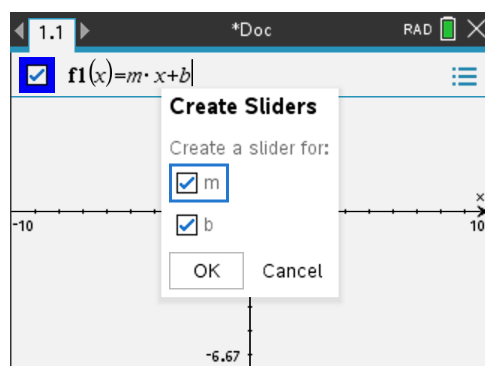 1.1 *Doc RAD
f1(x)=m·x+b
Create Sliders
Create a slider for:
m
x
-10 b 10
OK Cancel
-6.67